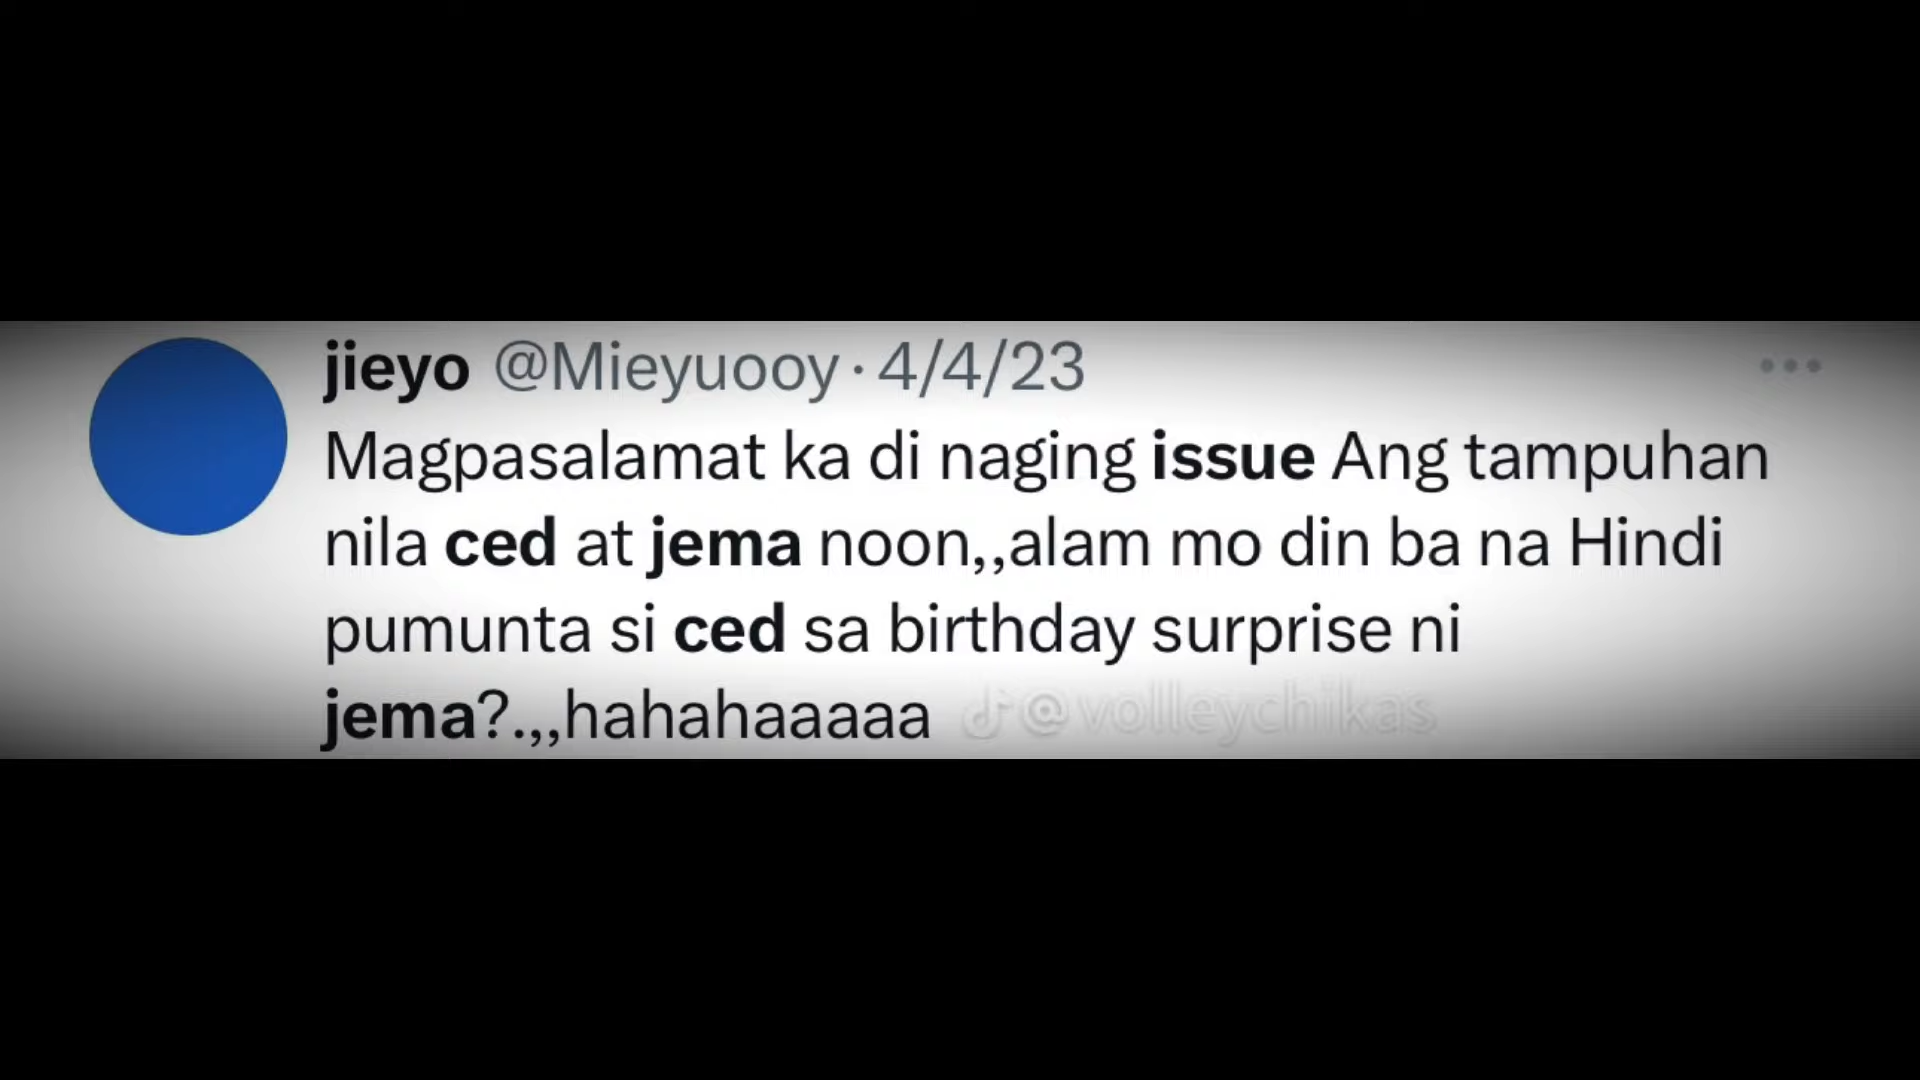 jieyo @Mieyuooy · 4/4/23
Magpasalamat ka di naging issue Ang tampuhan
nila ced at jema noon,,alam mo din ba na Hindi
pumunta si ced sa birthday surprise ni
jema?.,,hahahaaaaa
@volleychikas